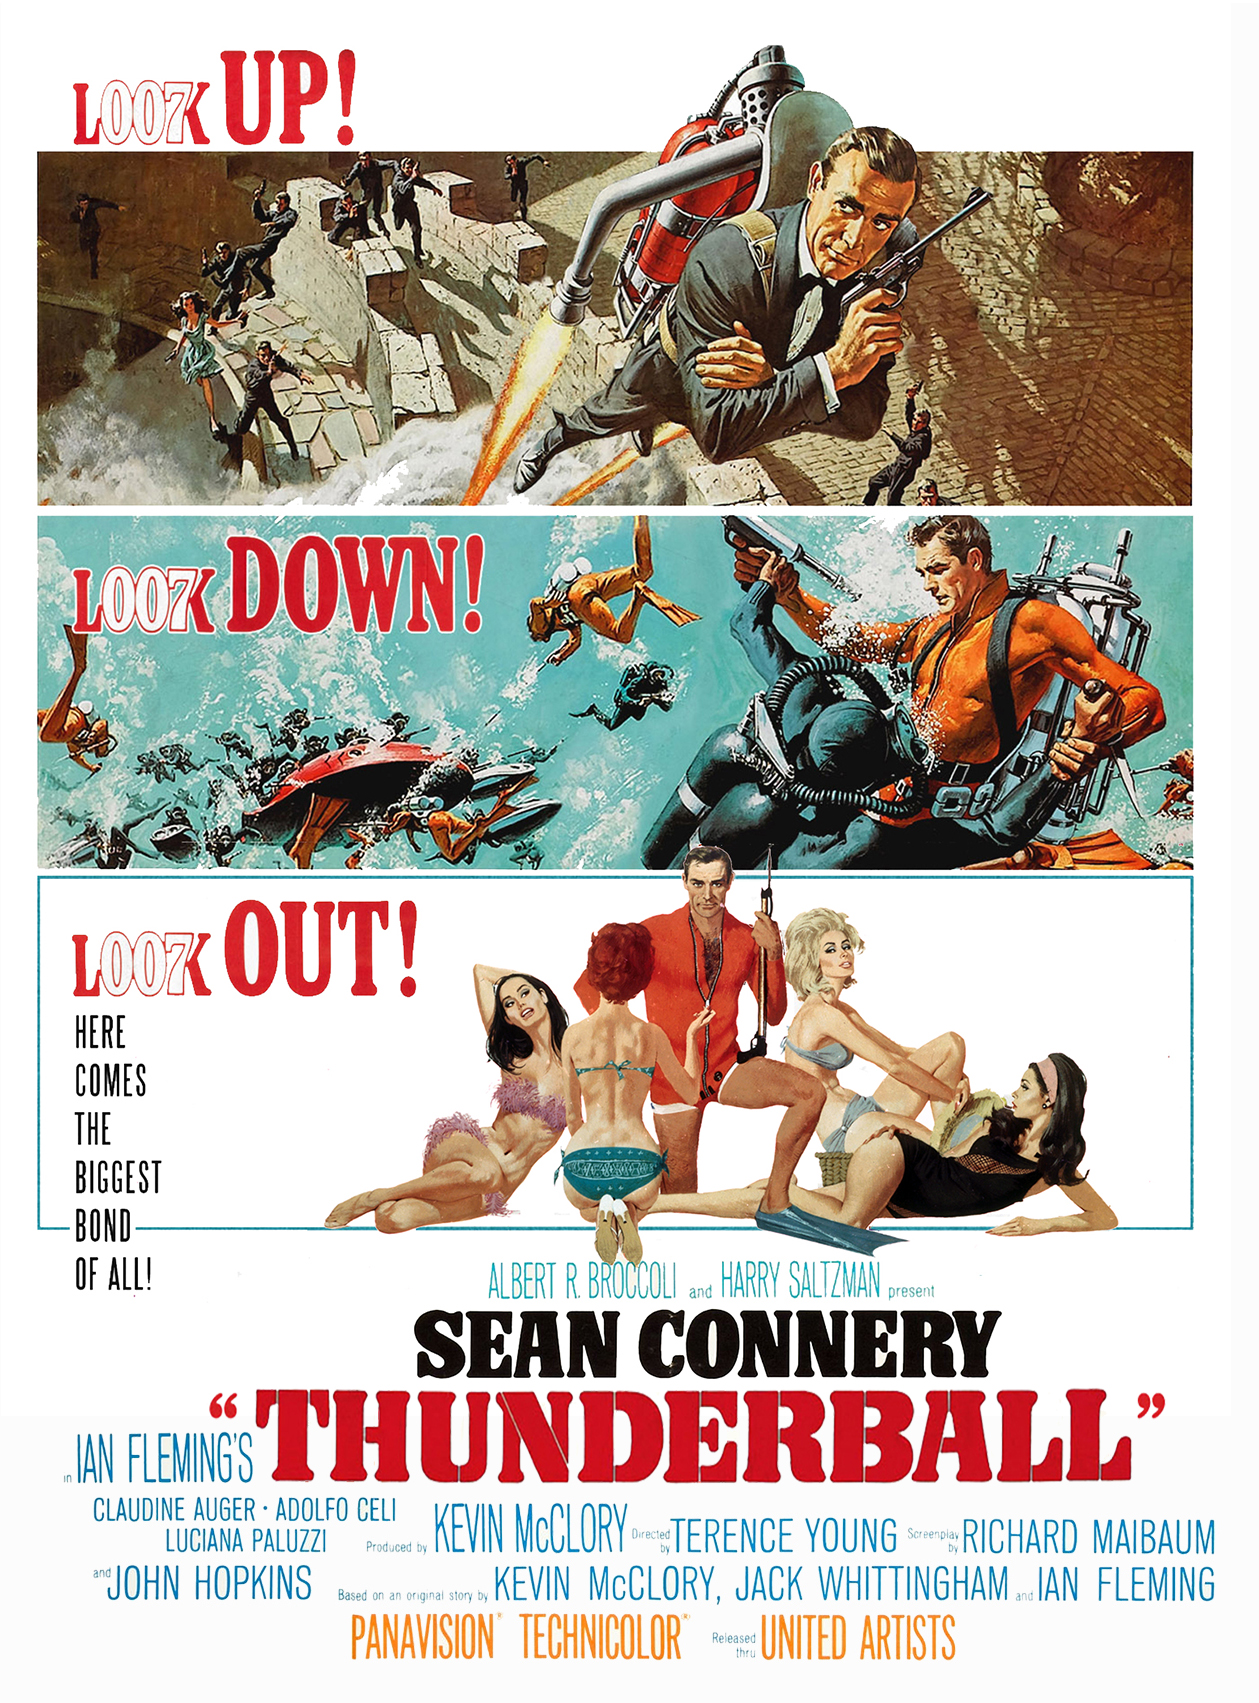 LOO7K UP!
LOO7K DOWN!
LOO7K OUT!
HERE
COMES
THE
BIGGEST
BOND
OF ALL!
ALBERT R. BROCCOLI and HARRY SALTZMAN present
SEAN CONNERY
in IAN FLEMING'S "THUNDERBALL"
CLAUDINE AUGER · ADOLFO CELI
LUCIANA PALUZZI
Produced by KEVIN McCLORY Directed by TERENCE YOUNG Screenplay by RICHARD MAIBAUM
and JOHN HOPKINS Based on an original story by KEVIN McCLORY, JACK WHITTINGHAM and IAN FLEMING
PANAVISION® TECHNICOLOR® Released thru UNITED ARTISTS